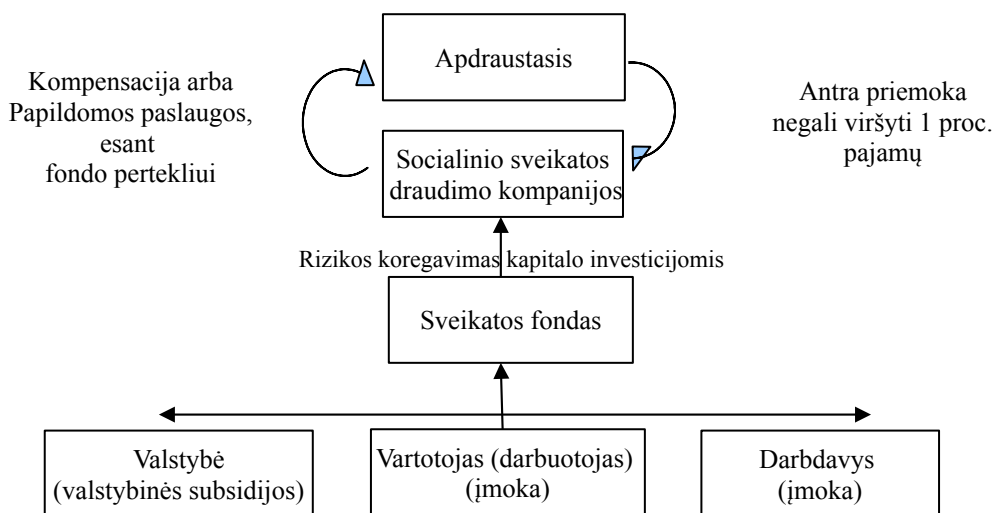 Apdraustasis
Kompensacija arba
Papildomos paslaugos,
esant
fondo pertekliui
Antra priemoka
negali viršyti 1 proc.
pajamų
Socialinio sveikatos
draudimo kompanijos
Rizikos koregavimas kapitalo investicijomis
Sveikatos fondas
Valstybė
(valstybinės subsidijos)
Vartotojas (darbuotojas)
(įmoka)
Darbdavys
(įmoka)